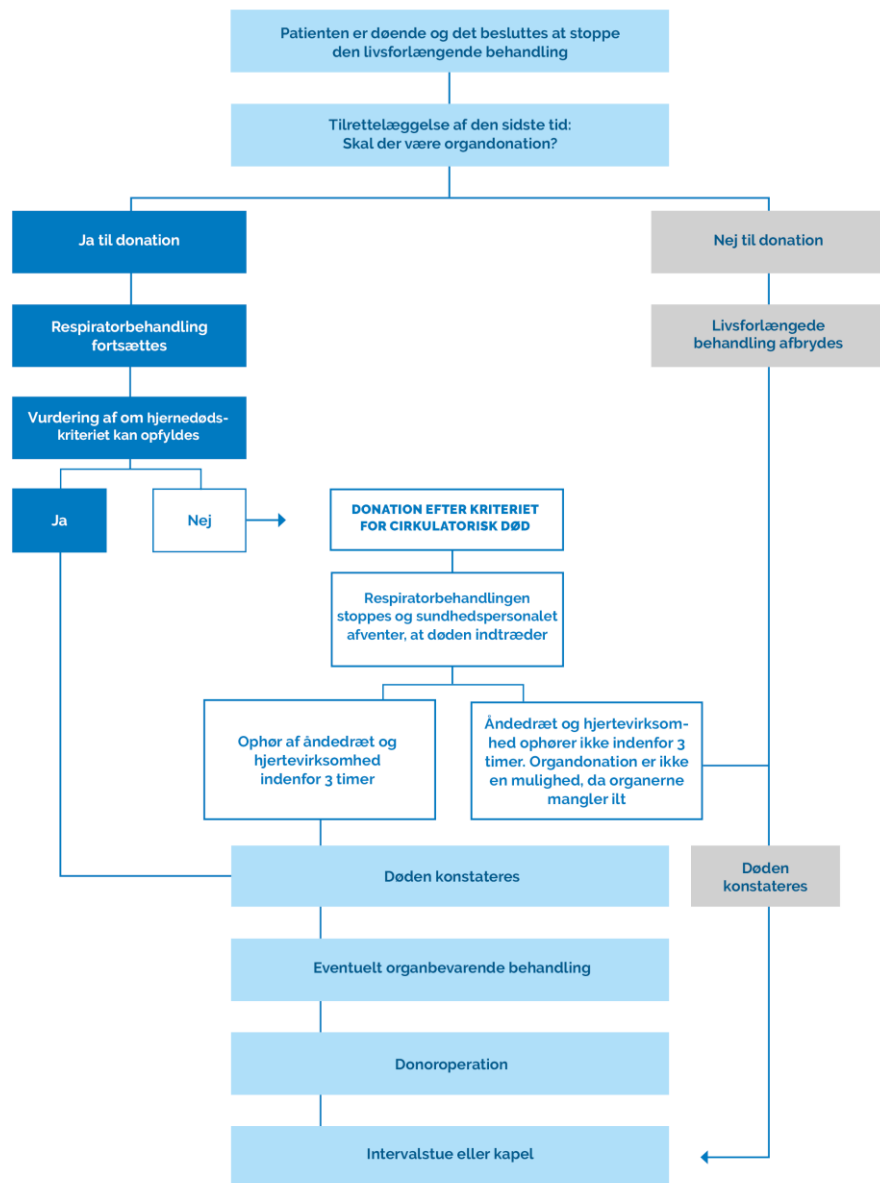 Patienten er døende og det besluttes at stoppe
den livsforlængende behandling
Tilrettelæggelse af den sidste tid:
Skal der være organdonation?
Ja til donation
Nej til donation
Respiratorbehandling
fortsættes
Livsforlængede
behandling afbrydes
Vurdering af om hjernedøds-
kriteriet kan opfyldes
Ja
Nej
DONATION EFTER KRITERIET
FOR CIRKULATORISK DØD
Respiratorbehandlingen
stoppes og sundhedspersonalet
afventer, at døden indtræder
Ophør af åndedræt og
hjertevirksomhed
indenfor 3 timer
Åndedræt og hjertevirksom-
hed ophører ikke indenfor 3
timer. Organdonation er ikke
en mulighed, da organerne
mangler ilt
Døden konstateres
Døden
konstateres
Eventuelt organbevarende behandling
Donoroperation
Intervalstue eller kapel